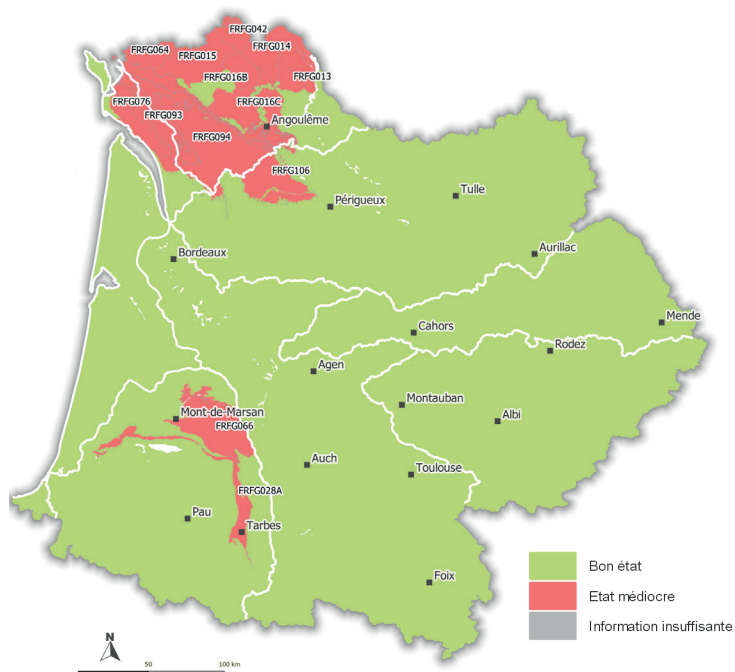 FRFG042
FRFG064
FRFG014
FRFG015
FRFG016B
FRFG013
FRFG076
FRFG016C
FRFG093
Angoulême
FRFG094
FRFG106
Tulle
Périgueux
Bordeaux
Aurillac
Mende
Cahors
Rodez
Agen
Montauban
Mont-de-Marsan
Albi
FRFG066
Auch
Toulouse
FRFG028A
Pau
Tarbes
Foix
Bon état
Etat médiocre
Information insuffisante
N
50
100 km